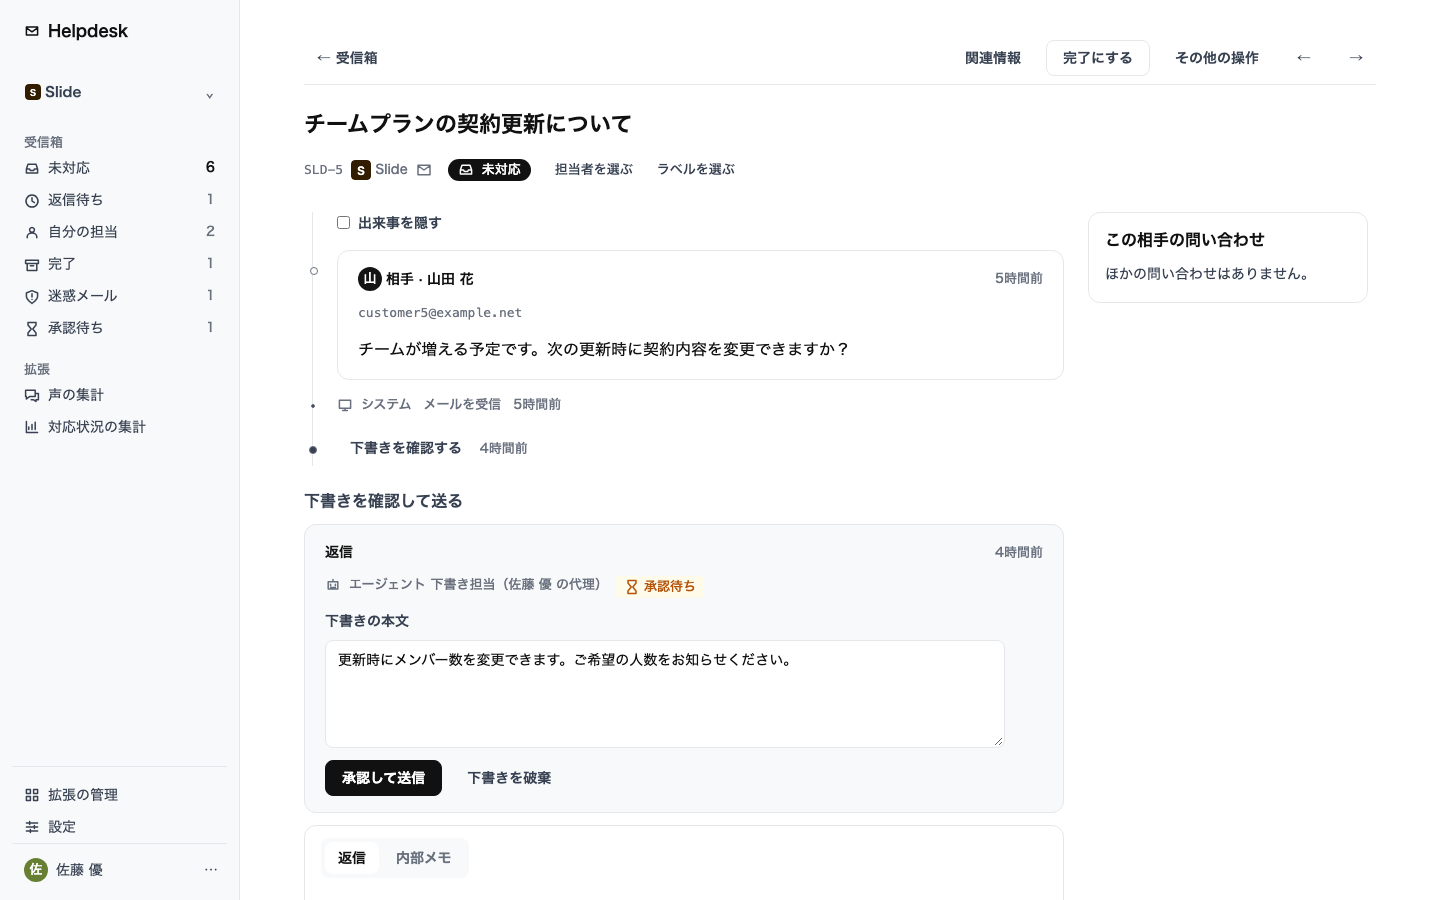 Helpdesk
S Slide
受信箱
未対応 6
返信待ち 1
自分の担当 2
完了 1
迷惑メール 1
承認待ち 1
拡張
声の集計
対応状況の集計
拡張の管理
設定
佐 佐藤 優 …
← 受信箱
関連情報 完了にする その他の操作 ← →
チームプランの契約更新について
SLD-5 S Slide 未対応 担当者を選ぶ ラベルを選ぶ
出来事を隠す
山 相手 · 山田 花 5時間前
customer5@example.net
チームが増える予定です。次の更新時に契約内容を変更できますか？
システム メールを受信 5時間前
下書きを確認する 4時間前
下書きを確認して送る
返信 4時間前
エージェント 下書き担当（佐藤 優 の代理） 承認待ち
下書きの本文
更新時にメンバー数を変更できます。ご希望の人数をお知らせください。
承認して送信 下書きを破棄
返信 内部メモ
この相手の問い合わせ
ほかの問い合わせはありません。